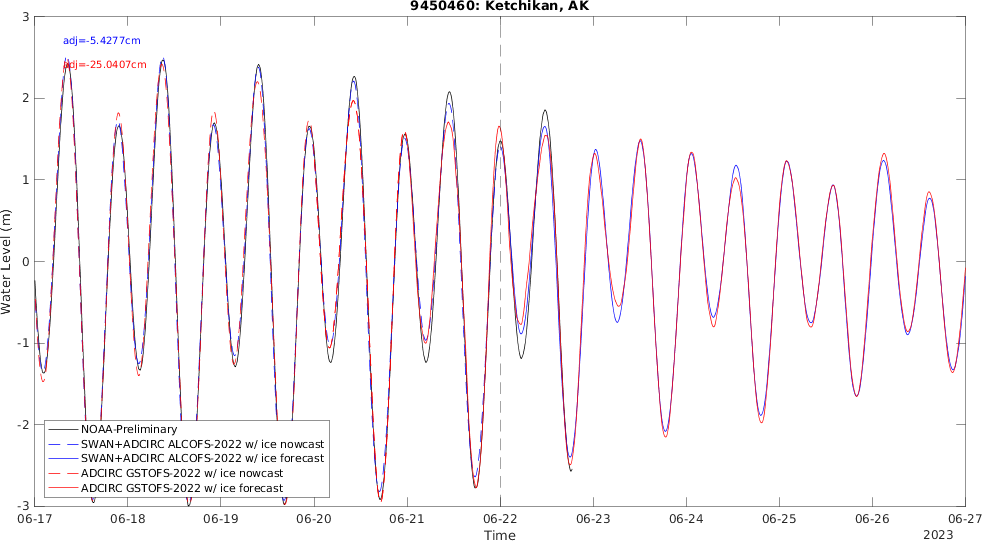 9450460: Ketchikan, AK
adj=-5.4277cm
adj=-25.0407cm
3
2
1
0
-1
-2
-3
Water Level (m)
NOAA-Preliminary
SWAN+ADCIRC ALCOFS-2022 w/ ice nowcast
SWAN+ADCIRC ALCOFS-2022 w/ ice forecast
ADCIRC GSTOFS-2022 w/ ice nowcast
ADCIRC GSTOFS-2022 w/ ice forecast
06-17 06-18 06-19 06-20 06-21 06-22 06-23 06-24 06-25 06-26 06-27
Time
2023